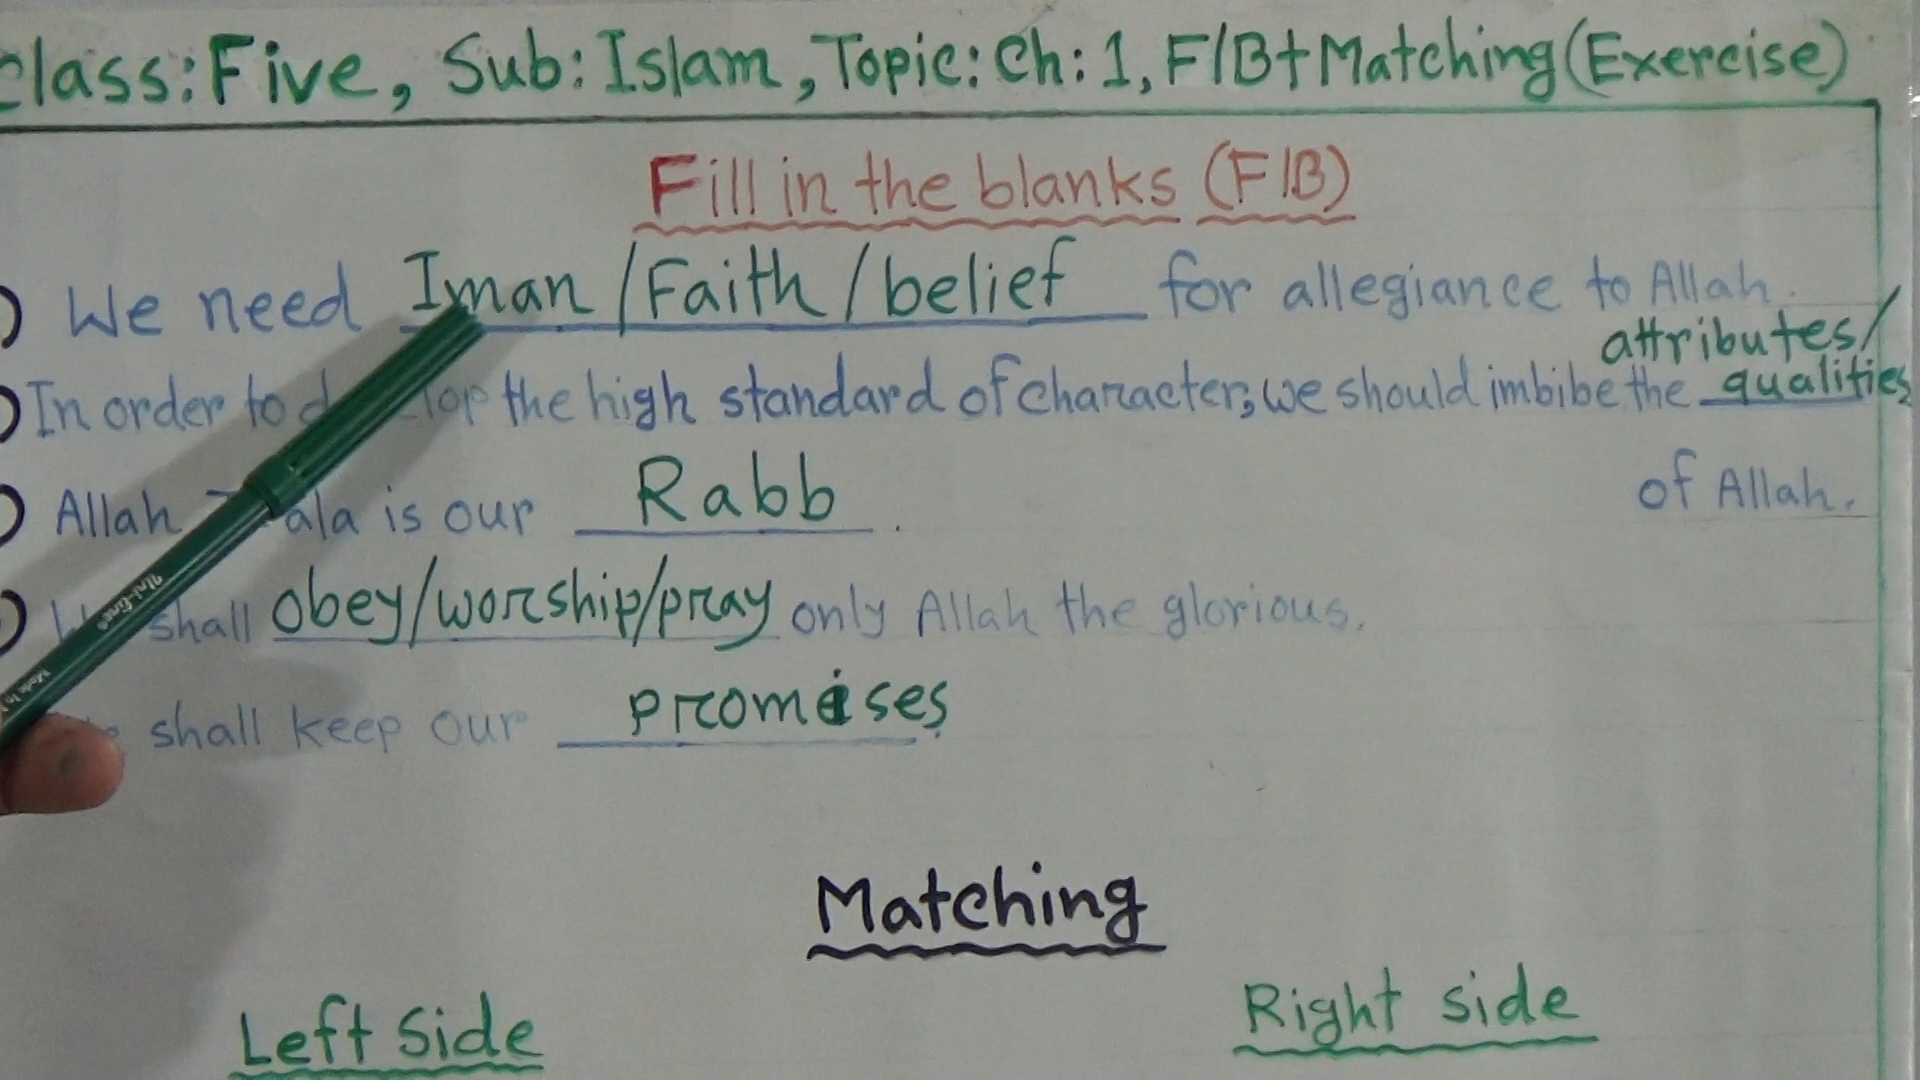 Class: Five, Sub: Islam, Topic: Ch: 1, F/B+Matching (Exercise)
Fill in the blanks (F/B)
) We need Iman / Faith / belief for allegiance to Allah.
attributes/
) In order to the high standard of character, we should imbibe the qualities
of Allah.
) Allah is our Rabb .
) shall obey/worship/pray only Allah the glorious.
shall keep our promises.
Matching
Left Side
Right side